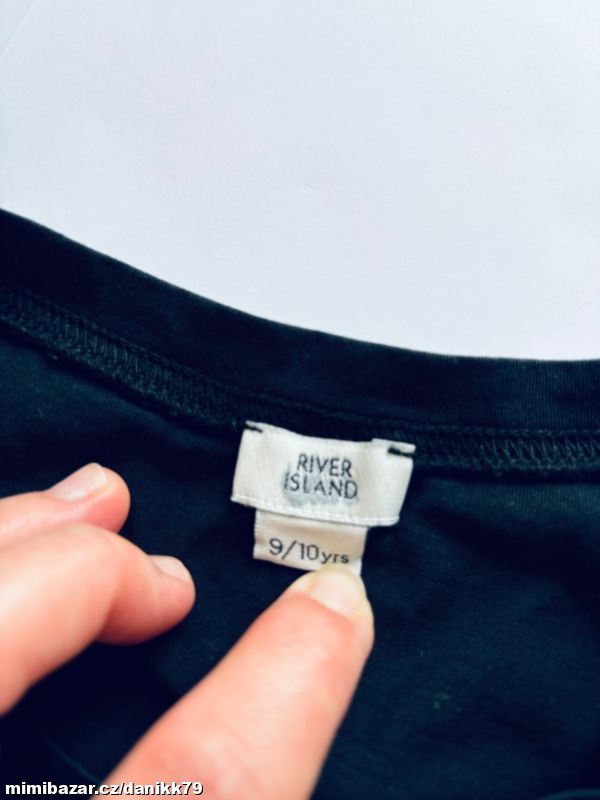 RIVER
ISLAND
9/10yrs
mimibazar.cz/danikk79